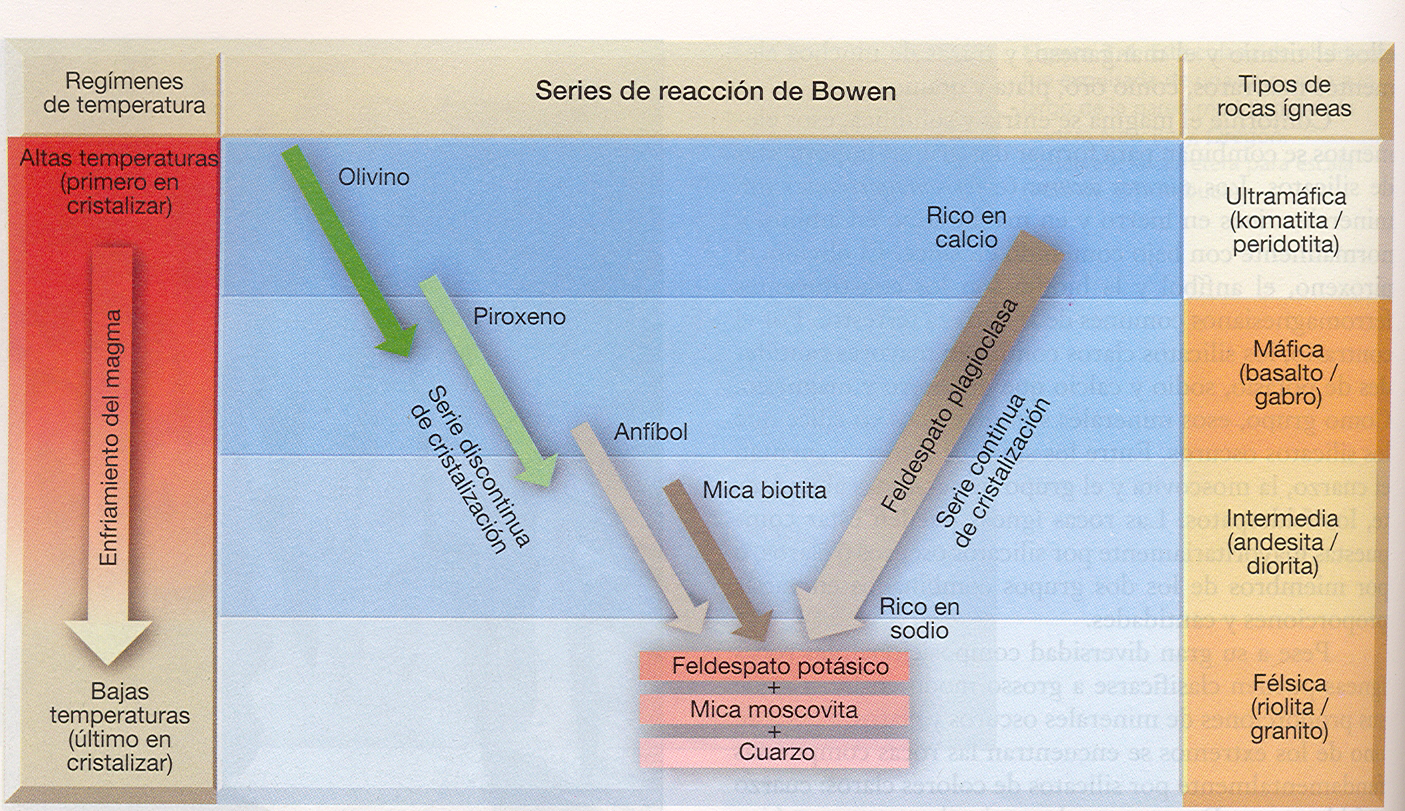 Regímenes
de temperatura
Series de reacción de Bowen
Tipos de
rocas ígneas
Altas temperaturas
(primero en
cristalizar)
Enfriamiento del magma
Bajas
temperaturas
(último en
cristalizar)
Olivino
Piroxeno
Serie discontinua
de cristalización
Anfíbol
Mica biotita
Rico en
calcio
Feldespato plagioclasa
Serie continua
de cristalización
Rico en
sodio
Feldespato potásico
+
Mica moscovita
+
Cuarzo
Ultramáfica
(komatita /
peridotita)
Máfica
(basalto /
gabro)
Intermedia
(andesita /
diorita)
Félsica
(riolita /
granito)